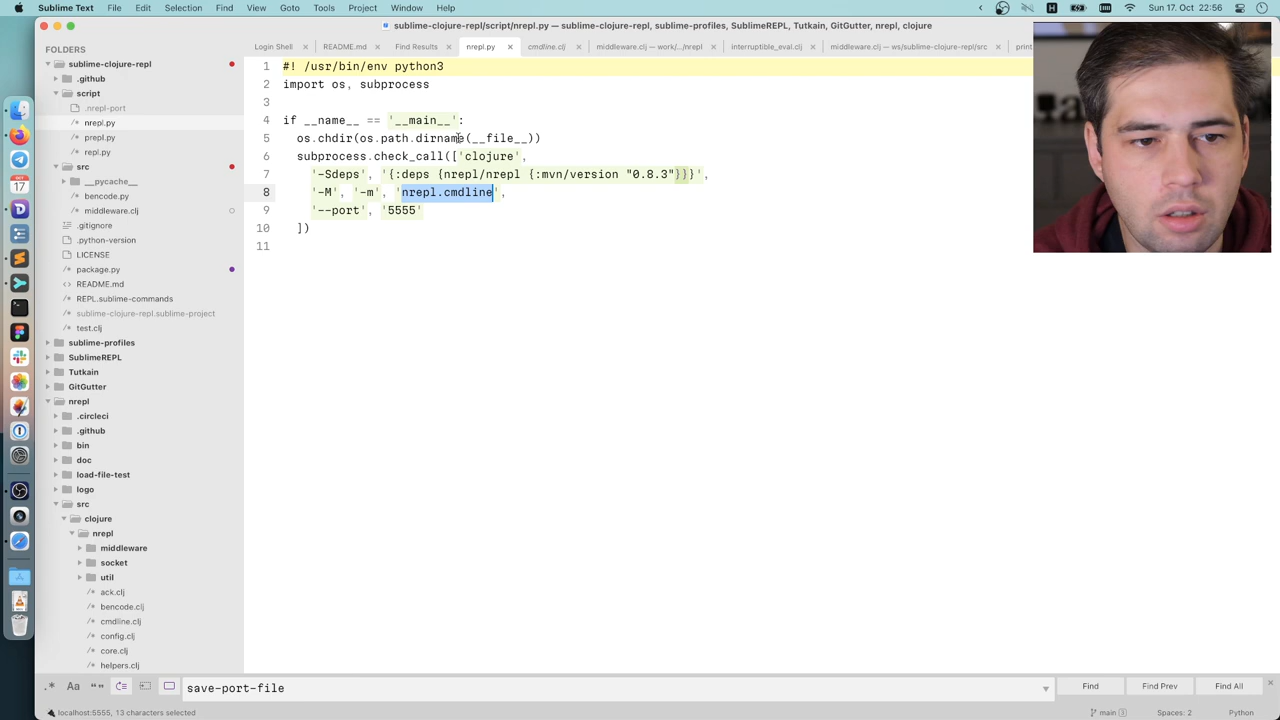 Sublime Text File Edit Selection Find View Goto Tools Project Window Help
Sun 17. Oct 22:56
sublime-clojure-repl/script/nrepl.py — sublime-clojure-repl, sublime-profiles, SublimeREPL, Tutkain, GitGutter, nrepl, clojure
Login Shell × README.md × Find Results × nrepl.py × cmdline.clj × middleware.clj — work/.../nrepl × interruptible_eval.clj × middleware.clj — ws/sublime-clojure-repl/src × print
FOLDERS
sublime-clojure-repl
.github
script
.nrepl-port
nrepl.py
prepl.py
repl.py
src
__pycache__
bencode.py
middleware.clj
.gitignore
.python-version
LICENSE
package.py
README.md
REPL.sublime-commands
sublime-clojure-repl.sublime-project
test.clj
sublime-profiles
SublimeREPL
Tutkain
GitGutter
nrepl
.circleci
.github
bin
doc
load-file-test
logo
src
clojure
nrepl
middleware
socket
util
ack.clj
bencode.clj
cmdline.clj
config.clj
core.clj
helpers.clj
1 #! /usr/bin/env python3
2 import os, subprocess
3
4 if __name__ == '__main__':
5 os.chdir(os.path.dirname(__file__))
6 subprocess.check_call(['clojure',
7 '-Sdeps', '{:deps {nrepl/nrepl {:mvn/version "0.8.3"}}}',
8 '-M', '-m', 'nrepl.cmdline',
9 '--port', '5555'
10 ])
11
.* Aa “” save-port-file Find Find Prev Find All ×
localhost:5555, 13 characters selected main 3 Spaces: 2 Python